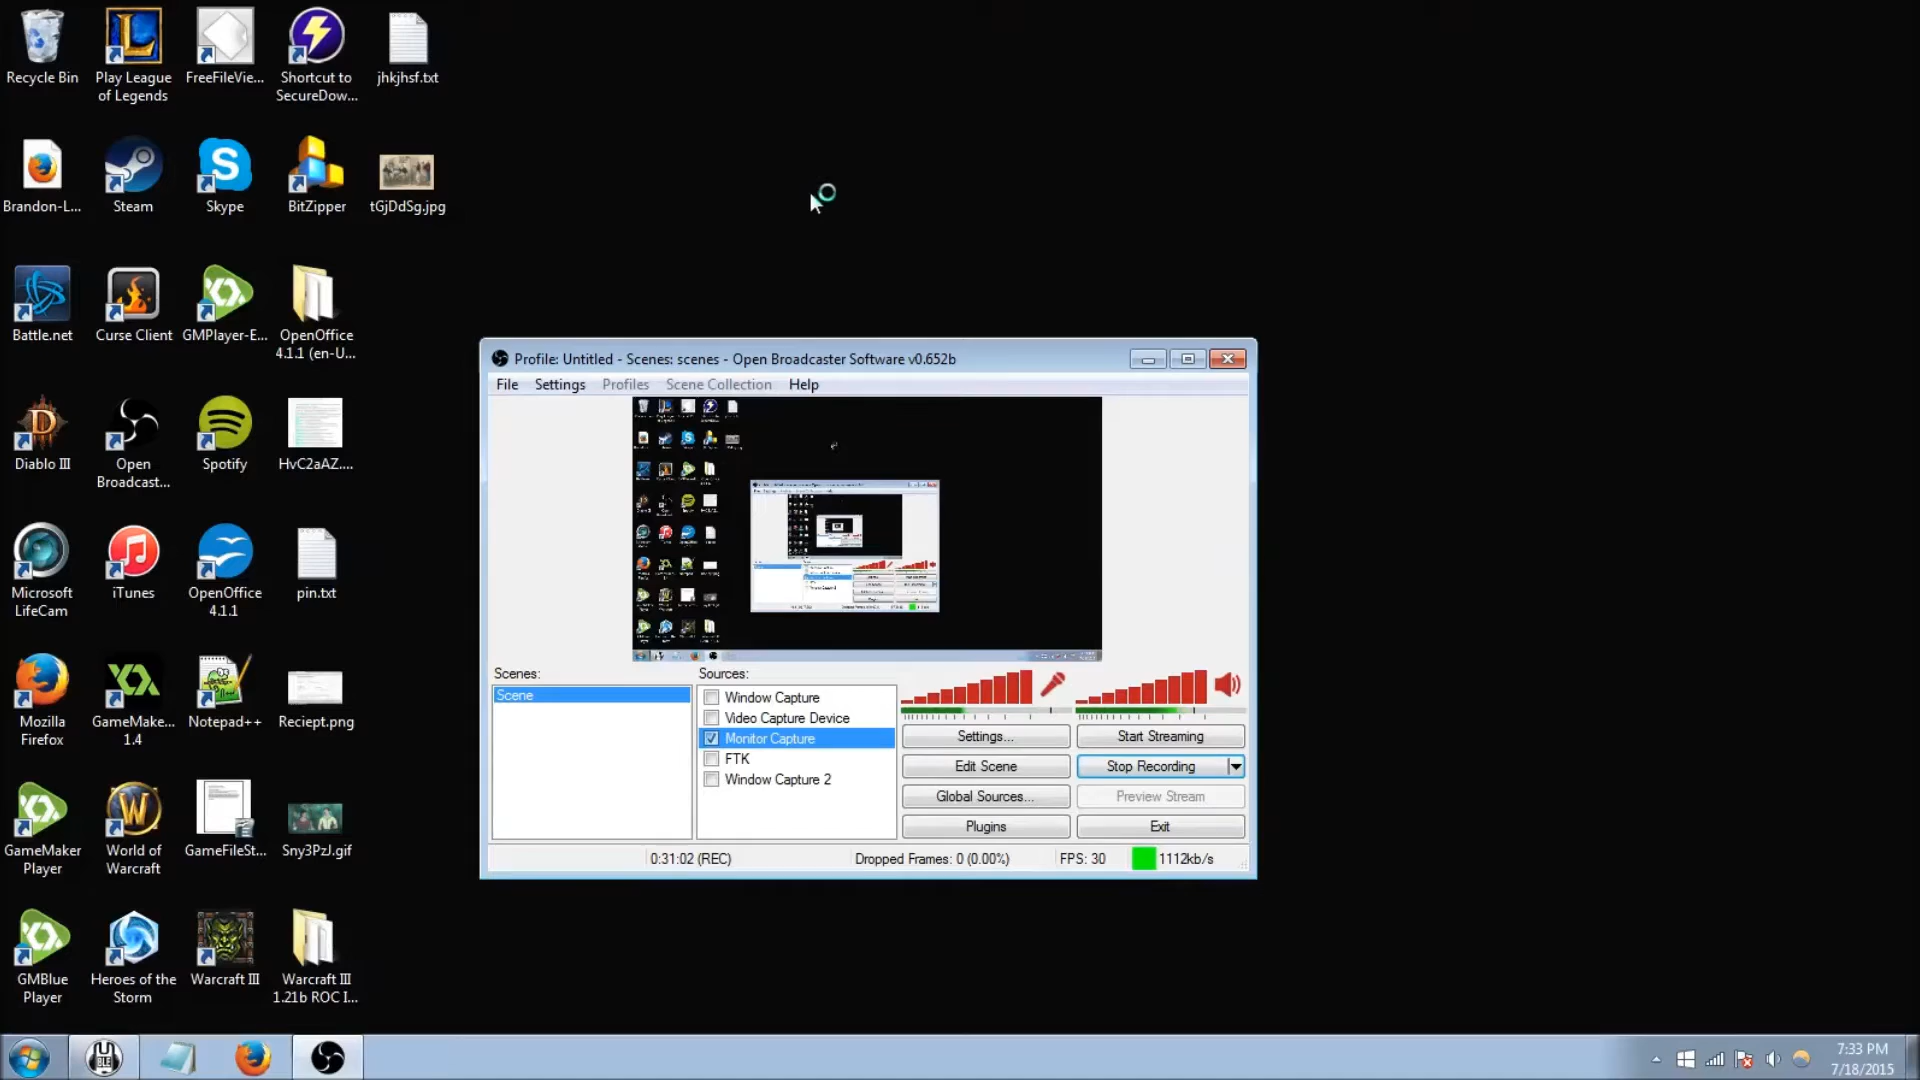 Recycle Bin
Play League
of Legends
FreeFileVie...
Shortcut to
SecureDow...
jhkjhsf.txt
Brandon-L...
Steam
Skype
BitZipper
tGjDdSg.jpg
Battle.net
Curse Client
GMPlayer-E...
OpenOffice
4.1.1 (en-U...
Diablo III
Open
Broadcast...
Spotify
HvC2aAZ....
Microsoft
LifeCam
iTunes
OpenOffice
4.1.1
pin.txt
Mozilla
Firefox
GameMake...
1.4
Notepad++
Reciept.png
GameMaker
Player
World of
Warcraft
GameFileSt...
Sny3PzJ.gif
GMBlue
Player
Heroes of the
Storm
Warcraft III
Warcraft III
1.21b ROC I...
Profile: Untitled - Scenes: scenes - Open Broadcaster Software v0.652b
File Settings Profiles Scene Collection Help
Scenes:
Scene
Sources:
Window Capture
Video Capture Device
Monitor Capture
FTK
Window Capture 2
Settings...
Start Streaming
Edit Scene
Stop Recording
Global Sources...
Preview Stream
Plugins
Exit
0:31:02 (REC)
Dropped Frames: 0 (0.00%)
FPS: 30
1112kb/s
7:33 PM
7/18/2015